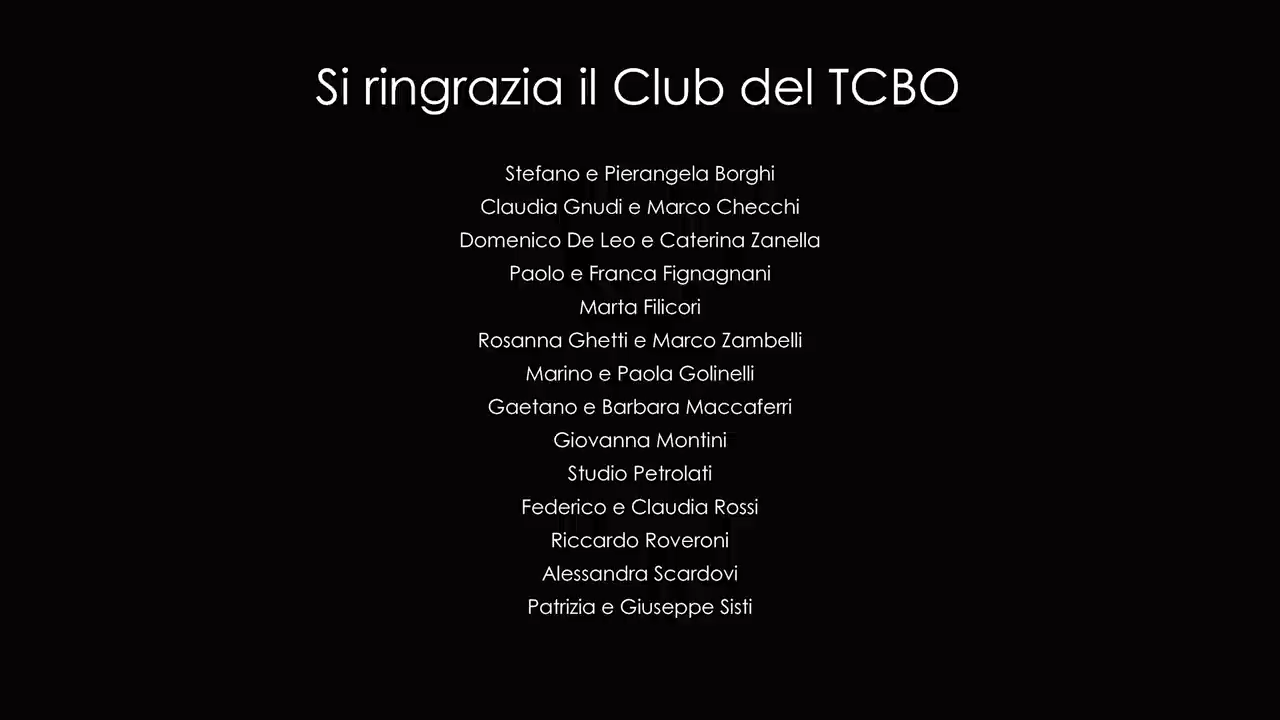 Si ringrazia il Club del TCBO
Stefano e Pierangela Borghi
Claudia Gnudi e Marco Checchi
Domenico De Leo e Caterina Zanella
Paolo e Franca Fignagnani
Marta Filicori
Rosanna Ghetti e Marco Zambelli
Marino e Paola Golinelli
Gaetano e Barbara Maccaferri
Giovanna Montini
Studio Petrolati
Federico e Claudia Rossi
Riccardo Roveroni
Alessandra Scardovi
Patrizia e Giuseppe Sisti